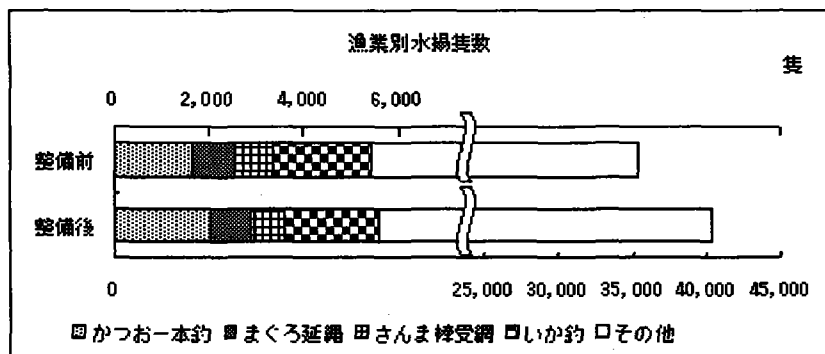 漁業別水揚隻数
隻
0 2,000 4,000 6,000
整備前
整備後
0 25,000 30,000 35,000 40,000 45,000
かつお一本釣 まぐろ延縄 さんま棒受網 いか釣 その他